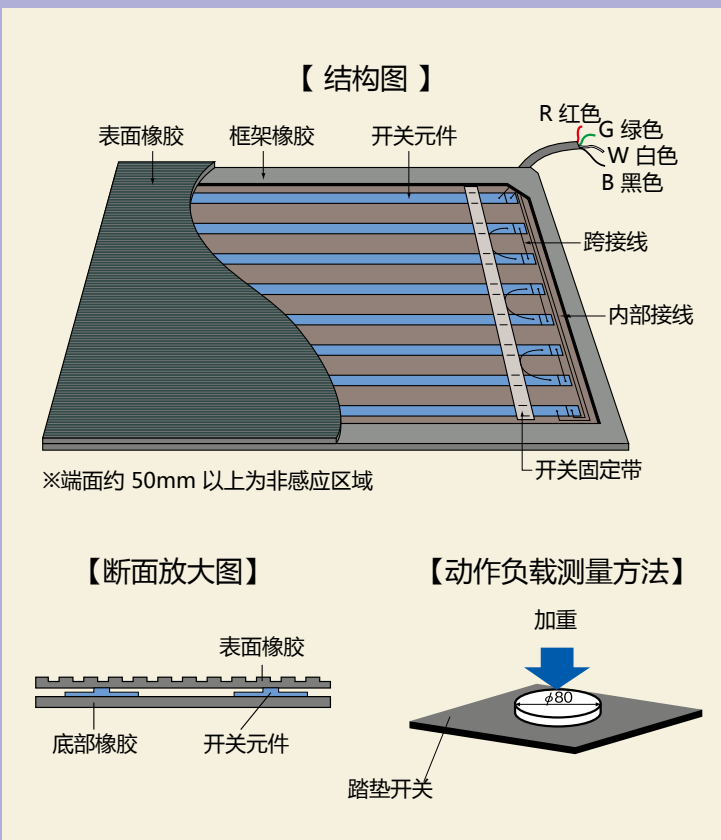 【 结构图 】
R 红色
G 绿色
W 白色
B 黑色
表面橡胶
框架橡胶
开关元件
跨接线
内部接线
开关固定带
※端面约 50mm 以上为非感应区域
【断面放大图】
表面橡胶
底部橡胶
开关元件
【动作负载测量方法】
加重
ϕ80
踏垫开关